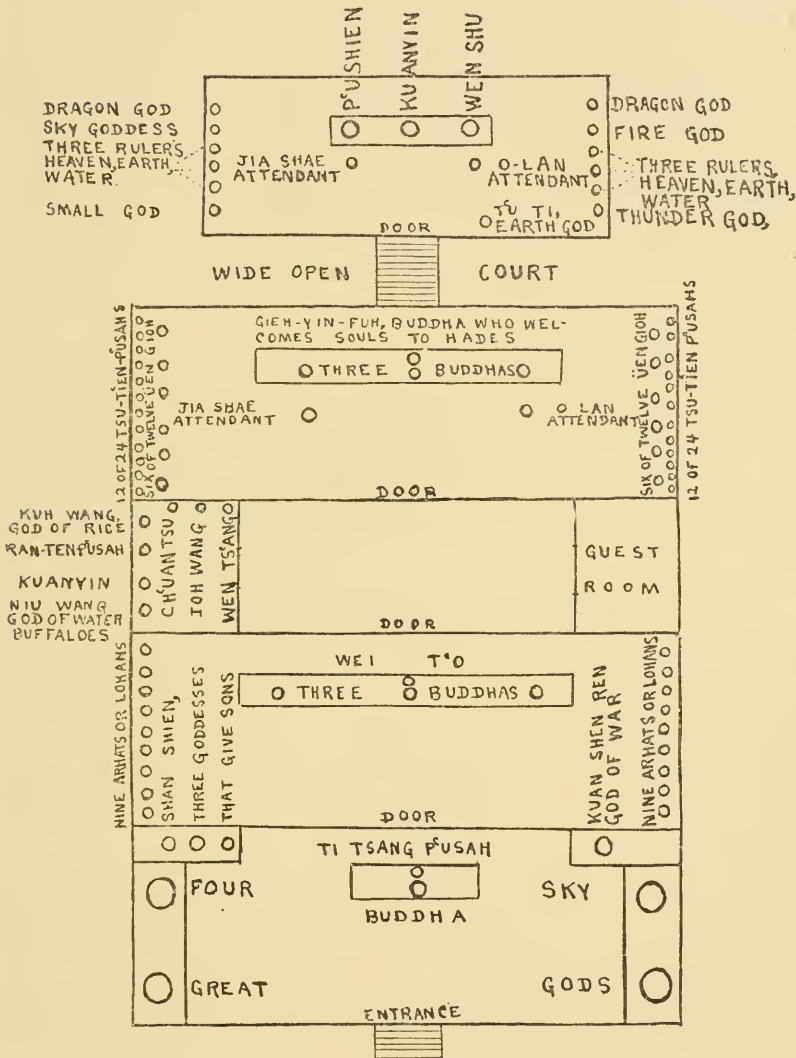 P'USHIEN
KUANYIN
WEN SHU
DRAGON GOD
SKY GODDESS
THREE RULERS,
HEAVEN, EARTH,
WATER.
SMALL GOD
JIA SHAE
ATTENDANT
O-LAN
ATTENDANT
T'U TI,
EARTH GOD
DOOR
DRAGON GOD
FIRE GOD
THREE RULERS,
HEAVEN, EARTH,
WATER
THUNDER GOD,
WIDE OPEN COURT
12 OF 24 TSU-TIEN-P'USAHS
SIX OF TWELVE ÜEN GIOH
GIEH-YIN-FUH, BUDDHA WHO WEL-
COMES SOULS TO HADES
THREE BUDDHAS
JIA SHAE
ATTENDANT
O LAN
ATTENDANT
SIX OF TWELVE ÜEN GIOH
12 OF 24 TSU-TIEN P'USAHS
DOOR
KUH WANG,
GOD OF RICE
RAN-TENP'USAH
KUANYIN
NIU WANG
GOD OF WATER
BUFFALOES
CH'UAN TSU
IOH WANG
WEN TS'ANG
GUEST
ROOM
DOOR
NINE ARHATS OR LOHANS
SHAN SHIEN,
THREE GODDESSES
THAT GIVE SONS
WEI T'O
THREE BUDDHAS
KUAN SHEN REN
GOD OF WAR
NINE ARHATS OR LOHANS
DOOR
TI TSANG P'USAH
BUDDHA
FOUR SKY
GREAT GODS
ENTRANCE